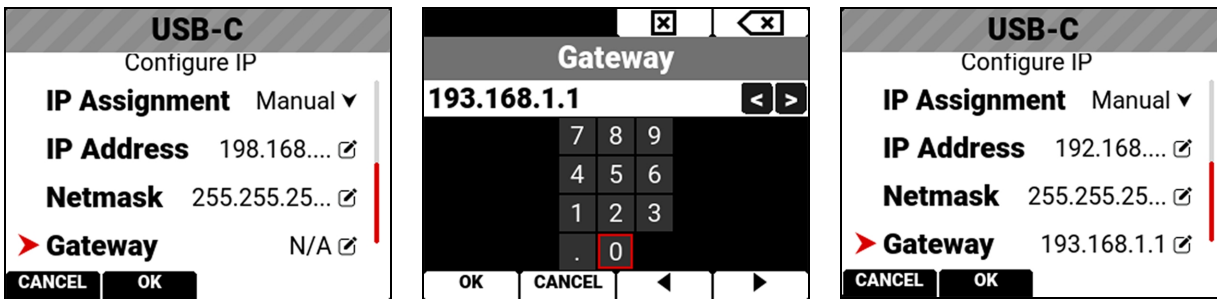 USB-C
Configure IP
IP Assignment Manual
IP Address 198.168....
Netmask 255.255.25...
Gateway N/A
CANCEL OK
Gateway
193.168.1.1 < >
7 8 9
4 5 6
1 2 3
. 0
OK CANCEL
USB-C
Configure IP
IP Assignment Manual
IP Address 192.168....
Netmask 255.255.25...
Gateway 193.168.1.1
CANCEL OK